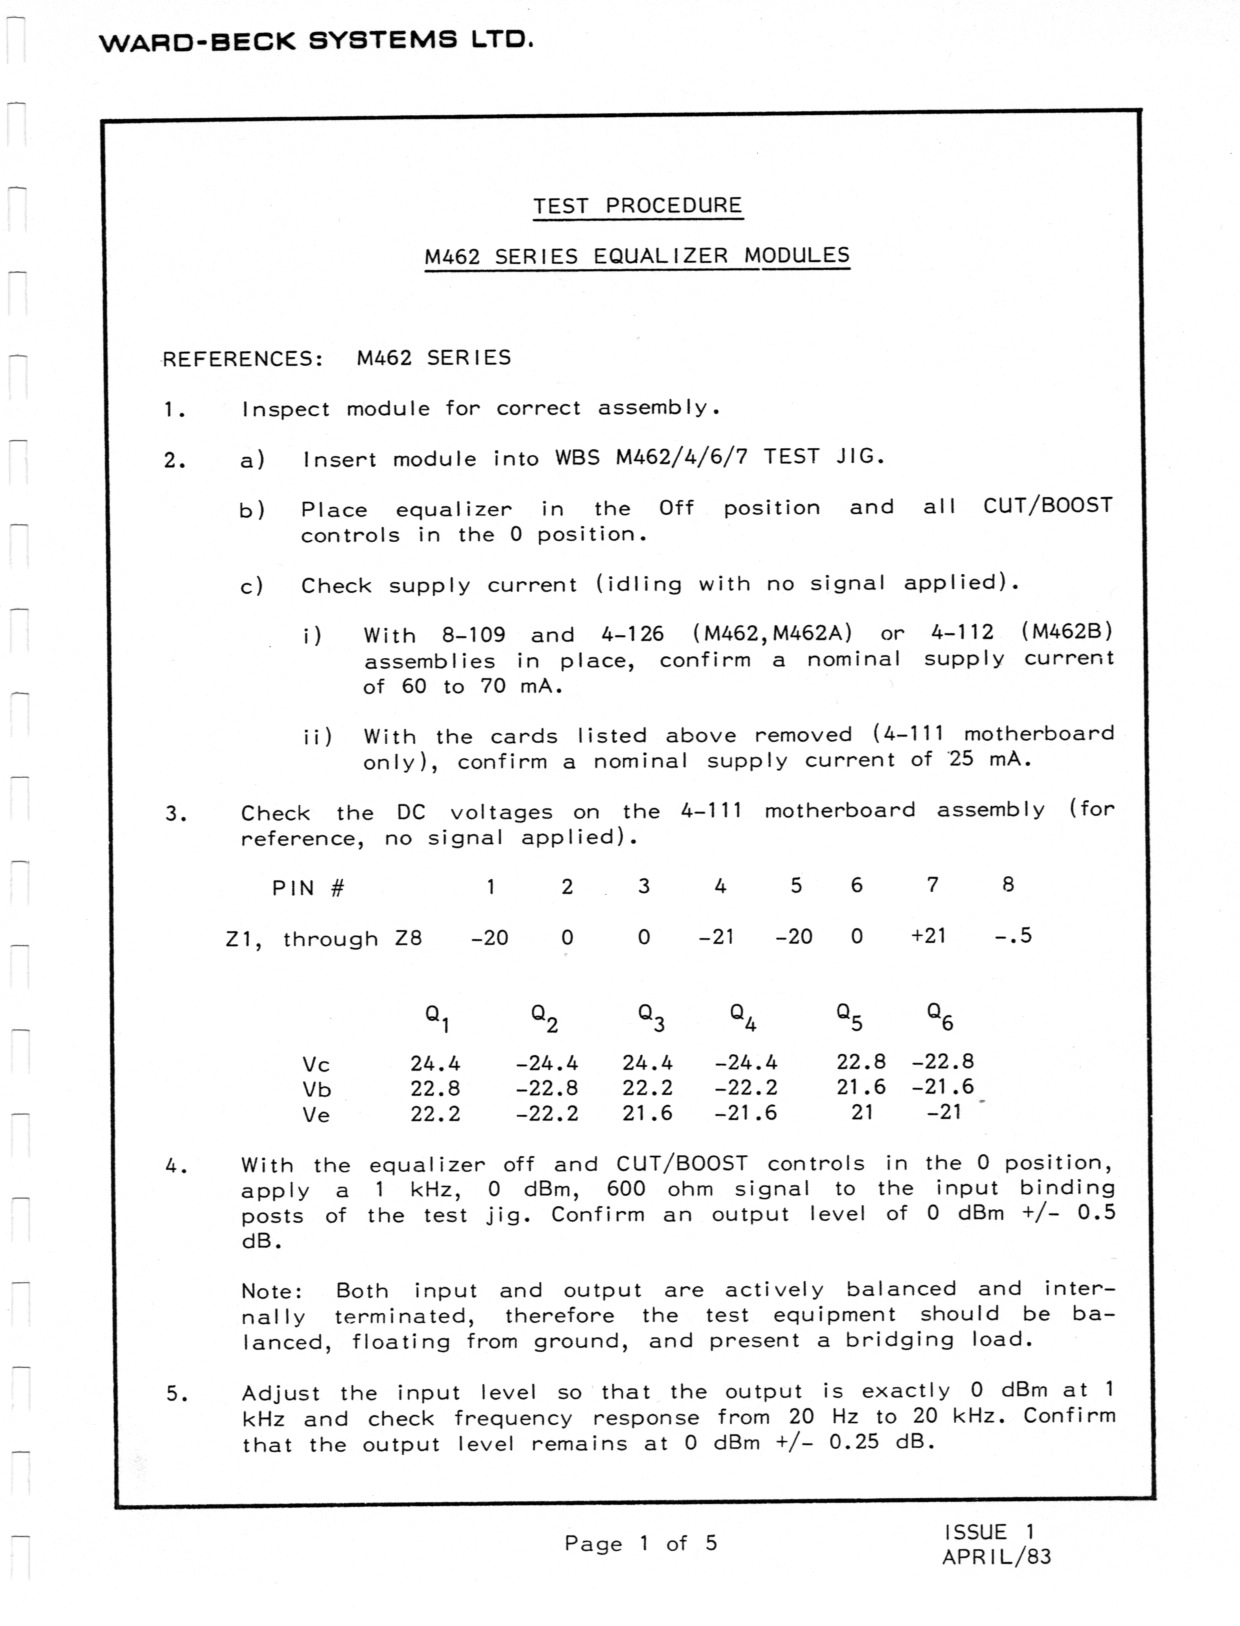 WARD-BECK SYSTEMS LTD.
TEST PROCEDURE
M462 SERIES EQUALIZER MODULES
REFERENCES: M462 SERIES
1. Inspect module for correct assembly.
2. a) Insert module into WBS M462/4/6/7 TEST JIG.
b) Place equalizer in the Off position and all CUT/BOOST
controls in the 0 position.
c) Check supply current (idling with no signal applied).
i) With 8-109 and 4-126 (M462,M462A) or 4-112 (M462B)
assemblies in place, confirm a nominal supply current
of 60 to 70 mA.
ii) With the cards listed above removed (4-111 motherboard
only), confirm a nominal supply current of 25 mA.
3. Check the DC voltages on the 4-111 motherboard assembly (for
reference, no signal applied).
PIN # 1 2 3 4 5 6 7 8
Z1, through Z8 -20 0 0 -21 -20 0 +21 -.5
Q1 Q2 Q3 Q4 Q5 Q6
Vc 24.4 -24.4 24.4 -24.4 22.8 -22.8
Vb 22.8 -22.8 22.2 -22.2 21.6 -21.6
Ve 22.2 -22.2 21.6 -21.6 21 -21
4. With the equalizer off and CUT/BOOST controls in the 0 position,
apply a 1 kHz, 0 dBm, 600 ohm signal to the input binding
posts of the test jig. Confirm an output level of 0 dBm +/- 0.5
dB.
Note: Both input and output are actively balanced and inter-
nally terminated, therefore the test equipment should be ba-
lanced, floating from ground, and present a bridging load.
5. Adjust the input level so that the output is exactly 0 dBm at 1
kHz and check frequency response from 20 Hz to 20 kHz. Confirm
that the output level remains at 0 dBm +/- 0.25 dB.
Page 1 of 5
ISSUE 1
APRIL/83